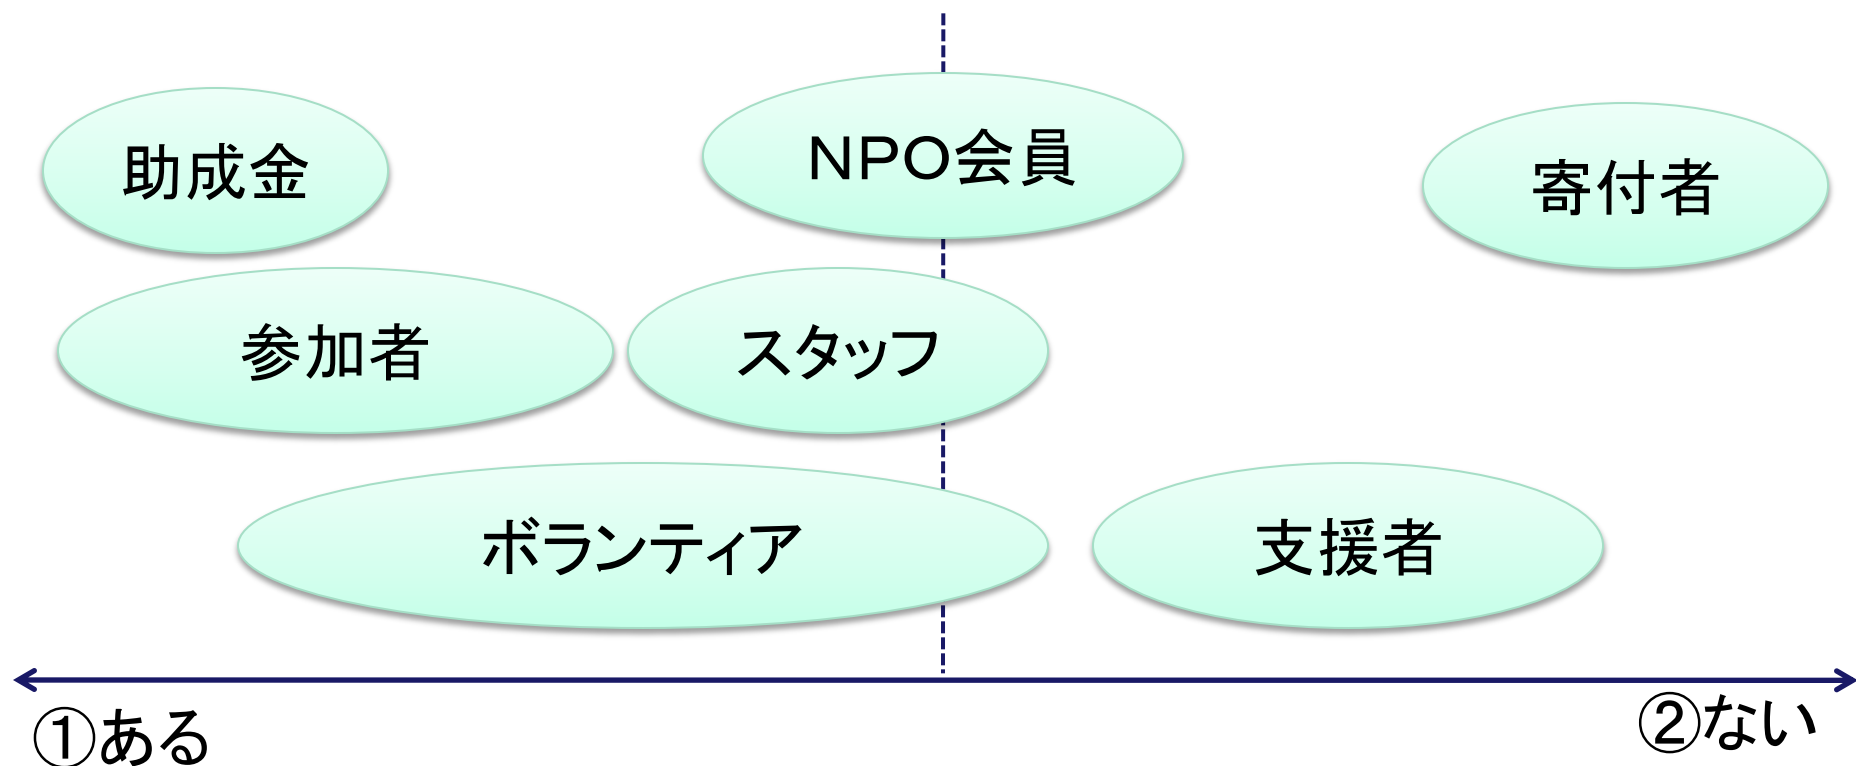 助成金
NPO会員
寄付者
参加者
スタッフ
ボランティア
支援者
①ある
②ない